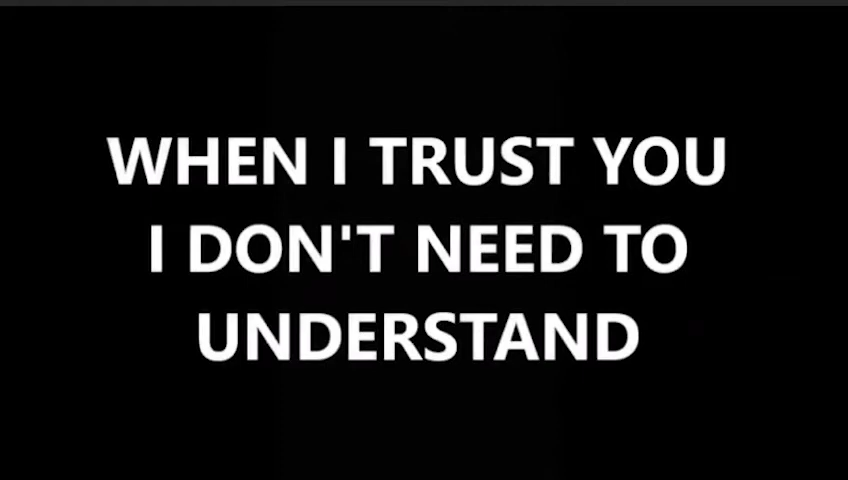 WHEN I TRUST YOU
I DON'T NEED TO
UNDERSTAND